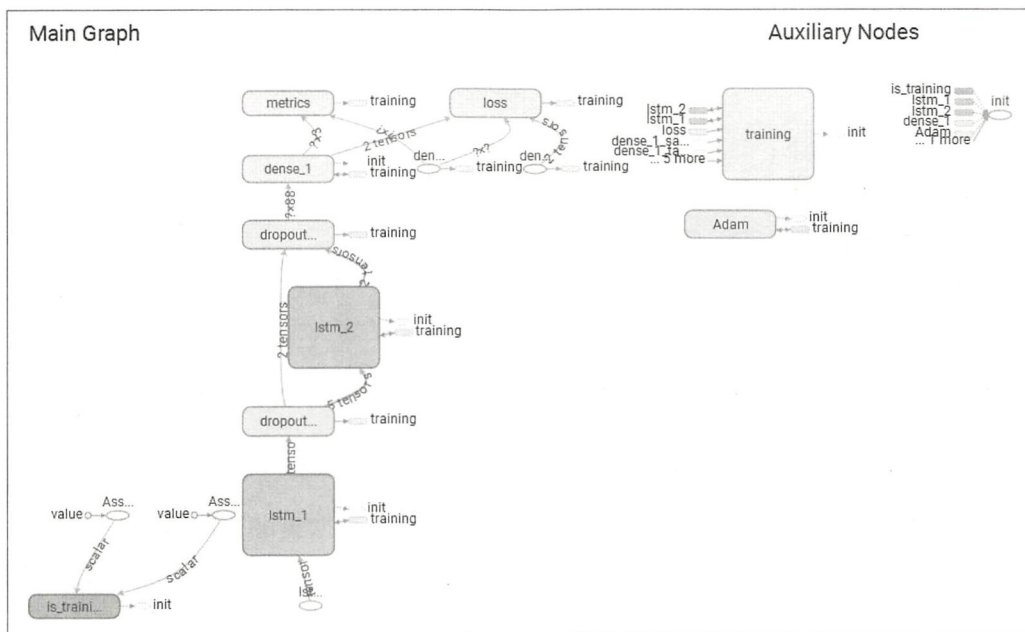 Main Graph
Auxiliary Nodes
metrics
training
loss
training
?x5
2 tensors
?x?
2 tensors
dense_1
init
training
den...
training
den...
training
?x88
dropout...
training
2 tensors
2 tensors
lstm_2
init
training
5 tensors
dropout...
training
lstm_1
init
training
tensor
Ass...
value
Ass...
value
scalar
scalar
is_traini...
init
lstm_2
lstm_1
loss
dense_1_sa...
dense_1_ta...
... 5 more
training
init
is_training
lstm_1
lstm_2
dense_1
Adam
... 1 more
init
Adam
init
training